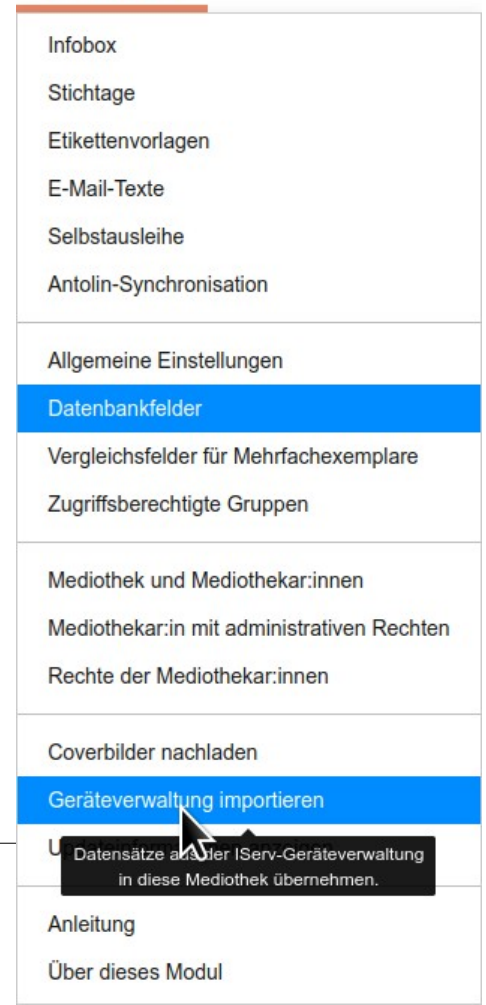 Infobox
Stichtage
Etikettenvorlagen
E-Mail-Texte
Selbstausleihe
Antolin-Synchronisation
Allgemeine Einstellungen
Datenbankfelder
Vergleichsfelder für Mehrfachexemplare
Zugriffsberechtigte Gruppen
Mediothek und Mediothekar:innen
Mediothekar:in mit administrativen Rechten
Rechte der Mediothekar:innen
Coverbilder nachladen
Geräteverwaltung importieren
Datensätze aus der IServ-Geräteverwaltung
in diese Mediothek übernehmen.
Anleitung
Über dieses Modul